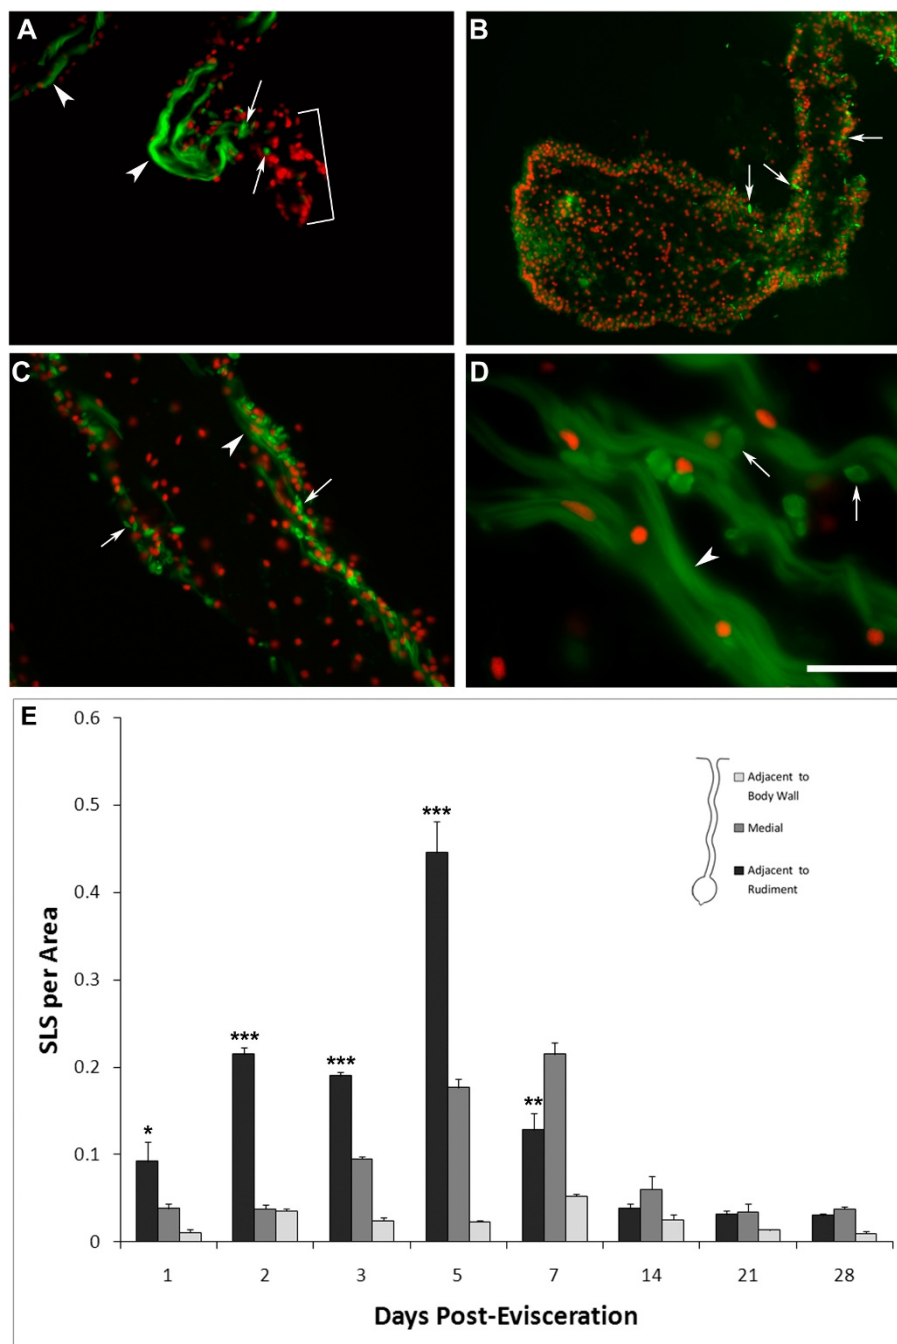 A
B
C
D
E
0.6
0.5
0.4
0.3
0.2
0.1
0
SLS per Area
*
***
***
***
**
Adjacent to
Body Wall
Medial
Adjacent to
Rudiment
1 2 3 5 7 14 21 28
Days Post-Evisceration